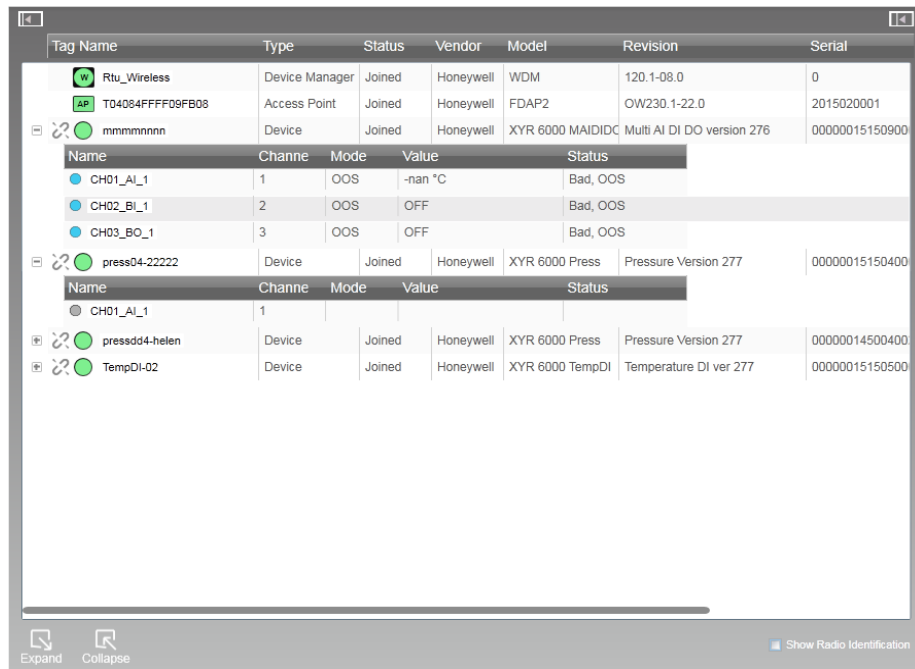 Tag Name Type Status Vendor Model Revision Serial
W Rtu_Wireless Device Manager Joined Honeywell WDM 120.1-08.0 0
AP T04084FFFF09FB08 Access Point Joined Honeywell FDAP2 OW230.1-22.0 2015020001
mmmmnnnn Device Joined Honeywell XYR 6000 MAIDIDO Multi AI DI DO version 276 00000015150900
Name Channe Mode Value Status
CH01_AI_1 1 OOS -nan °C Bad, OOS
CH02_BI_1 2 OOS OFF Bad, OOS
CH03_BO_1 3 OOS OFF Bad, OOS
press04-22222 Device Joined Honeywell XYR 6000 Press Pressure Version 277 00000015150400
Name Channe Mode Value Status
CH01_AI_1 1
pressdd4-helen Device Joined Honeywell XYR 6000 Press Pressure Version 277 00000014500400
TempDI-02 Device Joined Honeywell XYR 6000 TempDI Temperature DI ver 277 00000015150500
Expand Collapse Show Radio Identification